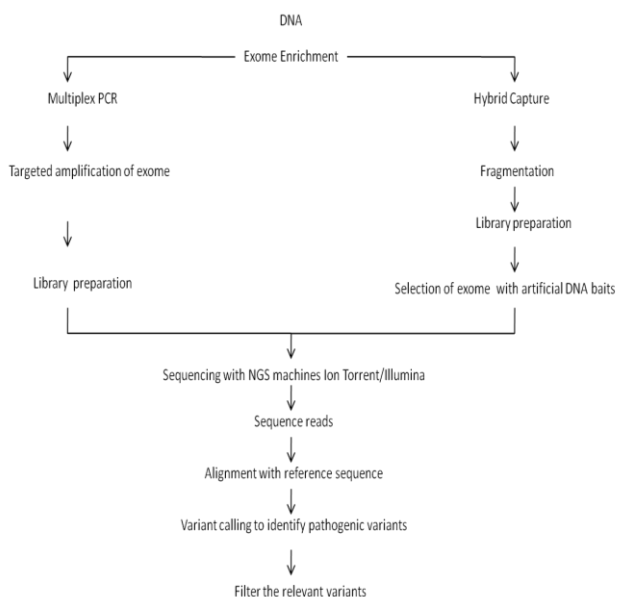 DNA
Exome Enrichment
Multiplex PCR
Hybrid Capture
Targeted amplification of exome
Fragmentation
Library preparation
Library preparation
Selection of exome with artificial DNA baits
Sequencing with NGS machines Ion Torrent/Illumina
Sequence reads
Alignment with reference sequence
Variant calling to identify pathogenic variants
Filter the relevant variants